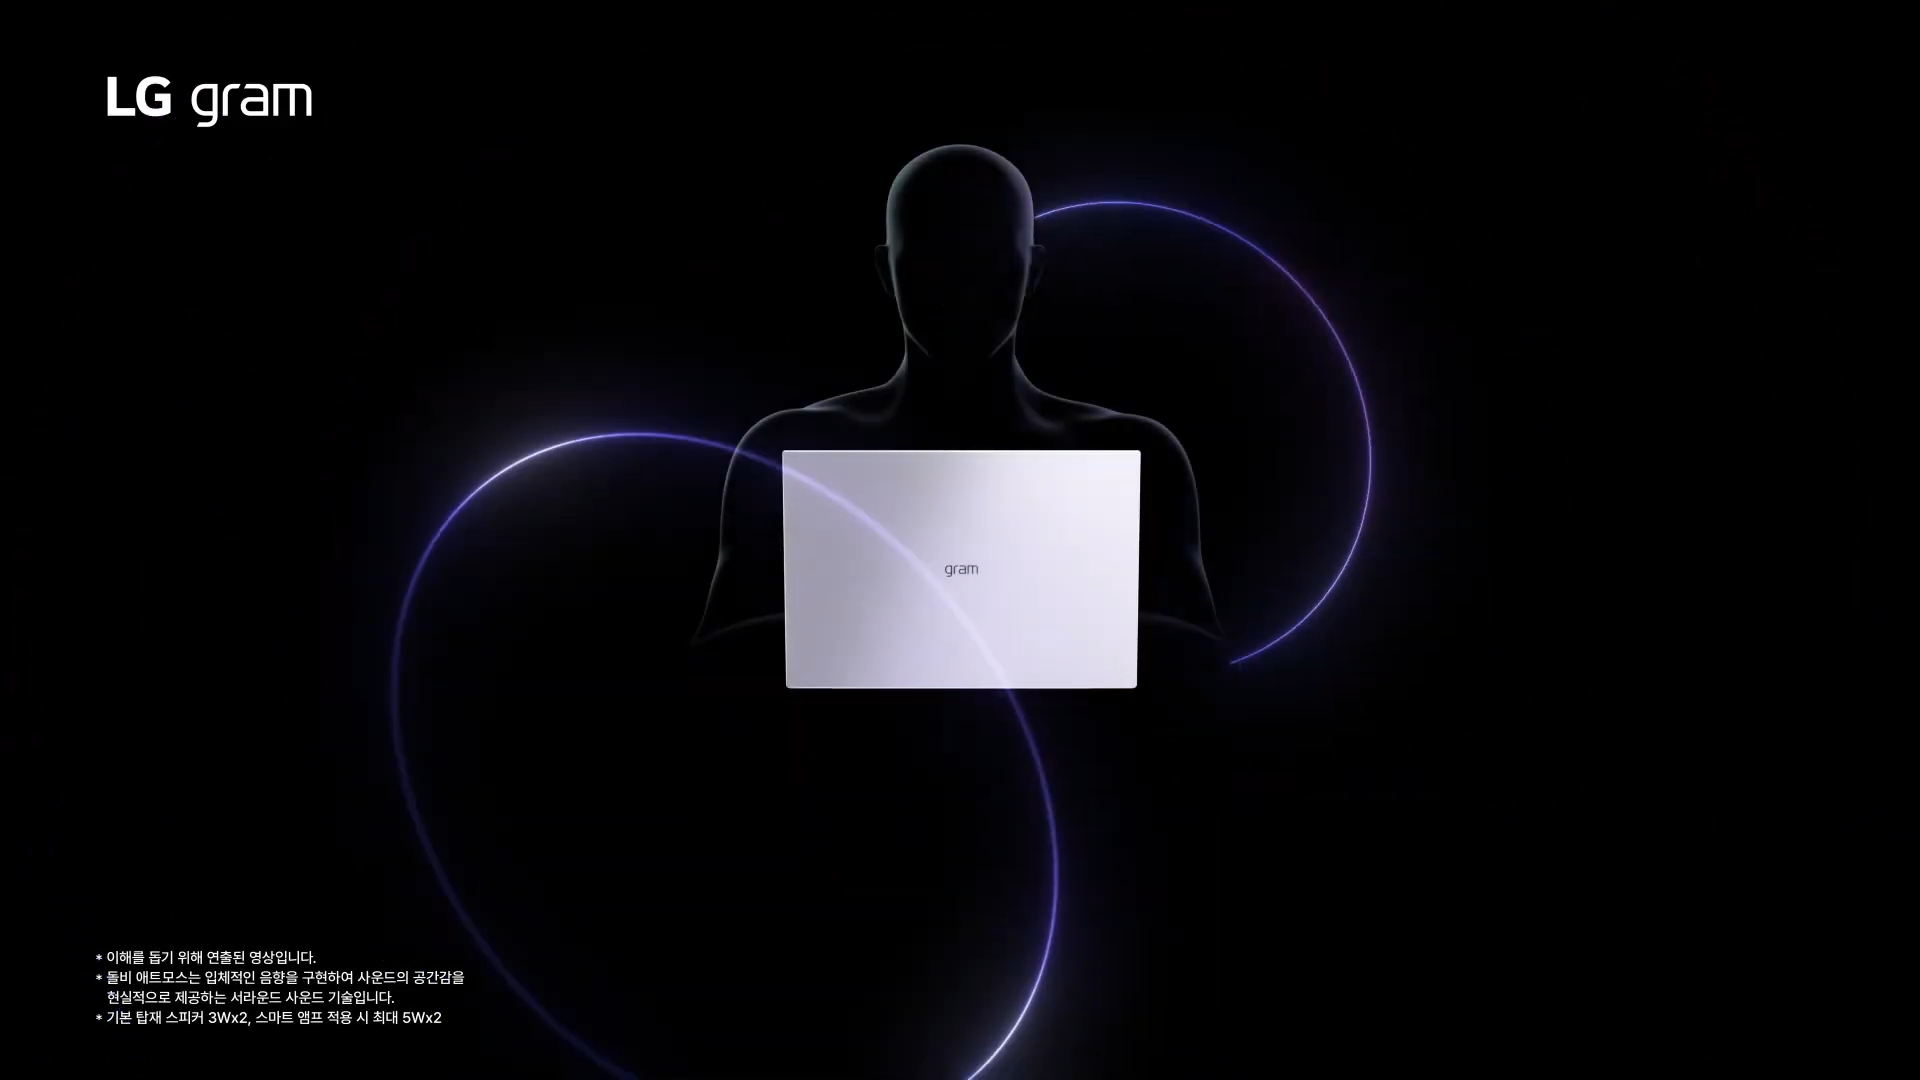 LG gram
gram
* 이해를 돕기 위해 연출된 영상입니다.
* 돌비 애트모스는 입체적인 음향을 구현하여 사운드의 공간감을
현실적으로 제공하는 서라운드 사운드 기술입니다.
* 기본 탑재 스피커 3Wx2, 스마트 앰프 적용 시 최대 5Wx2